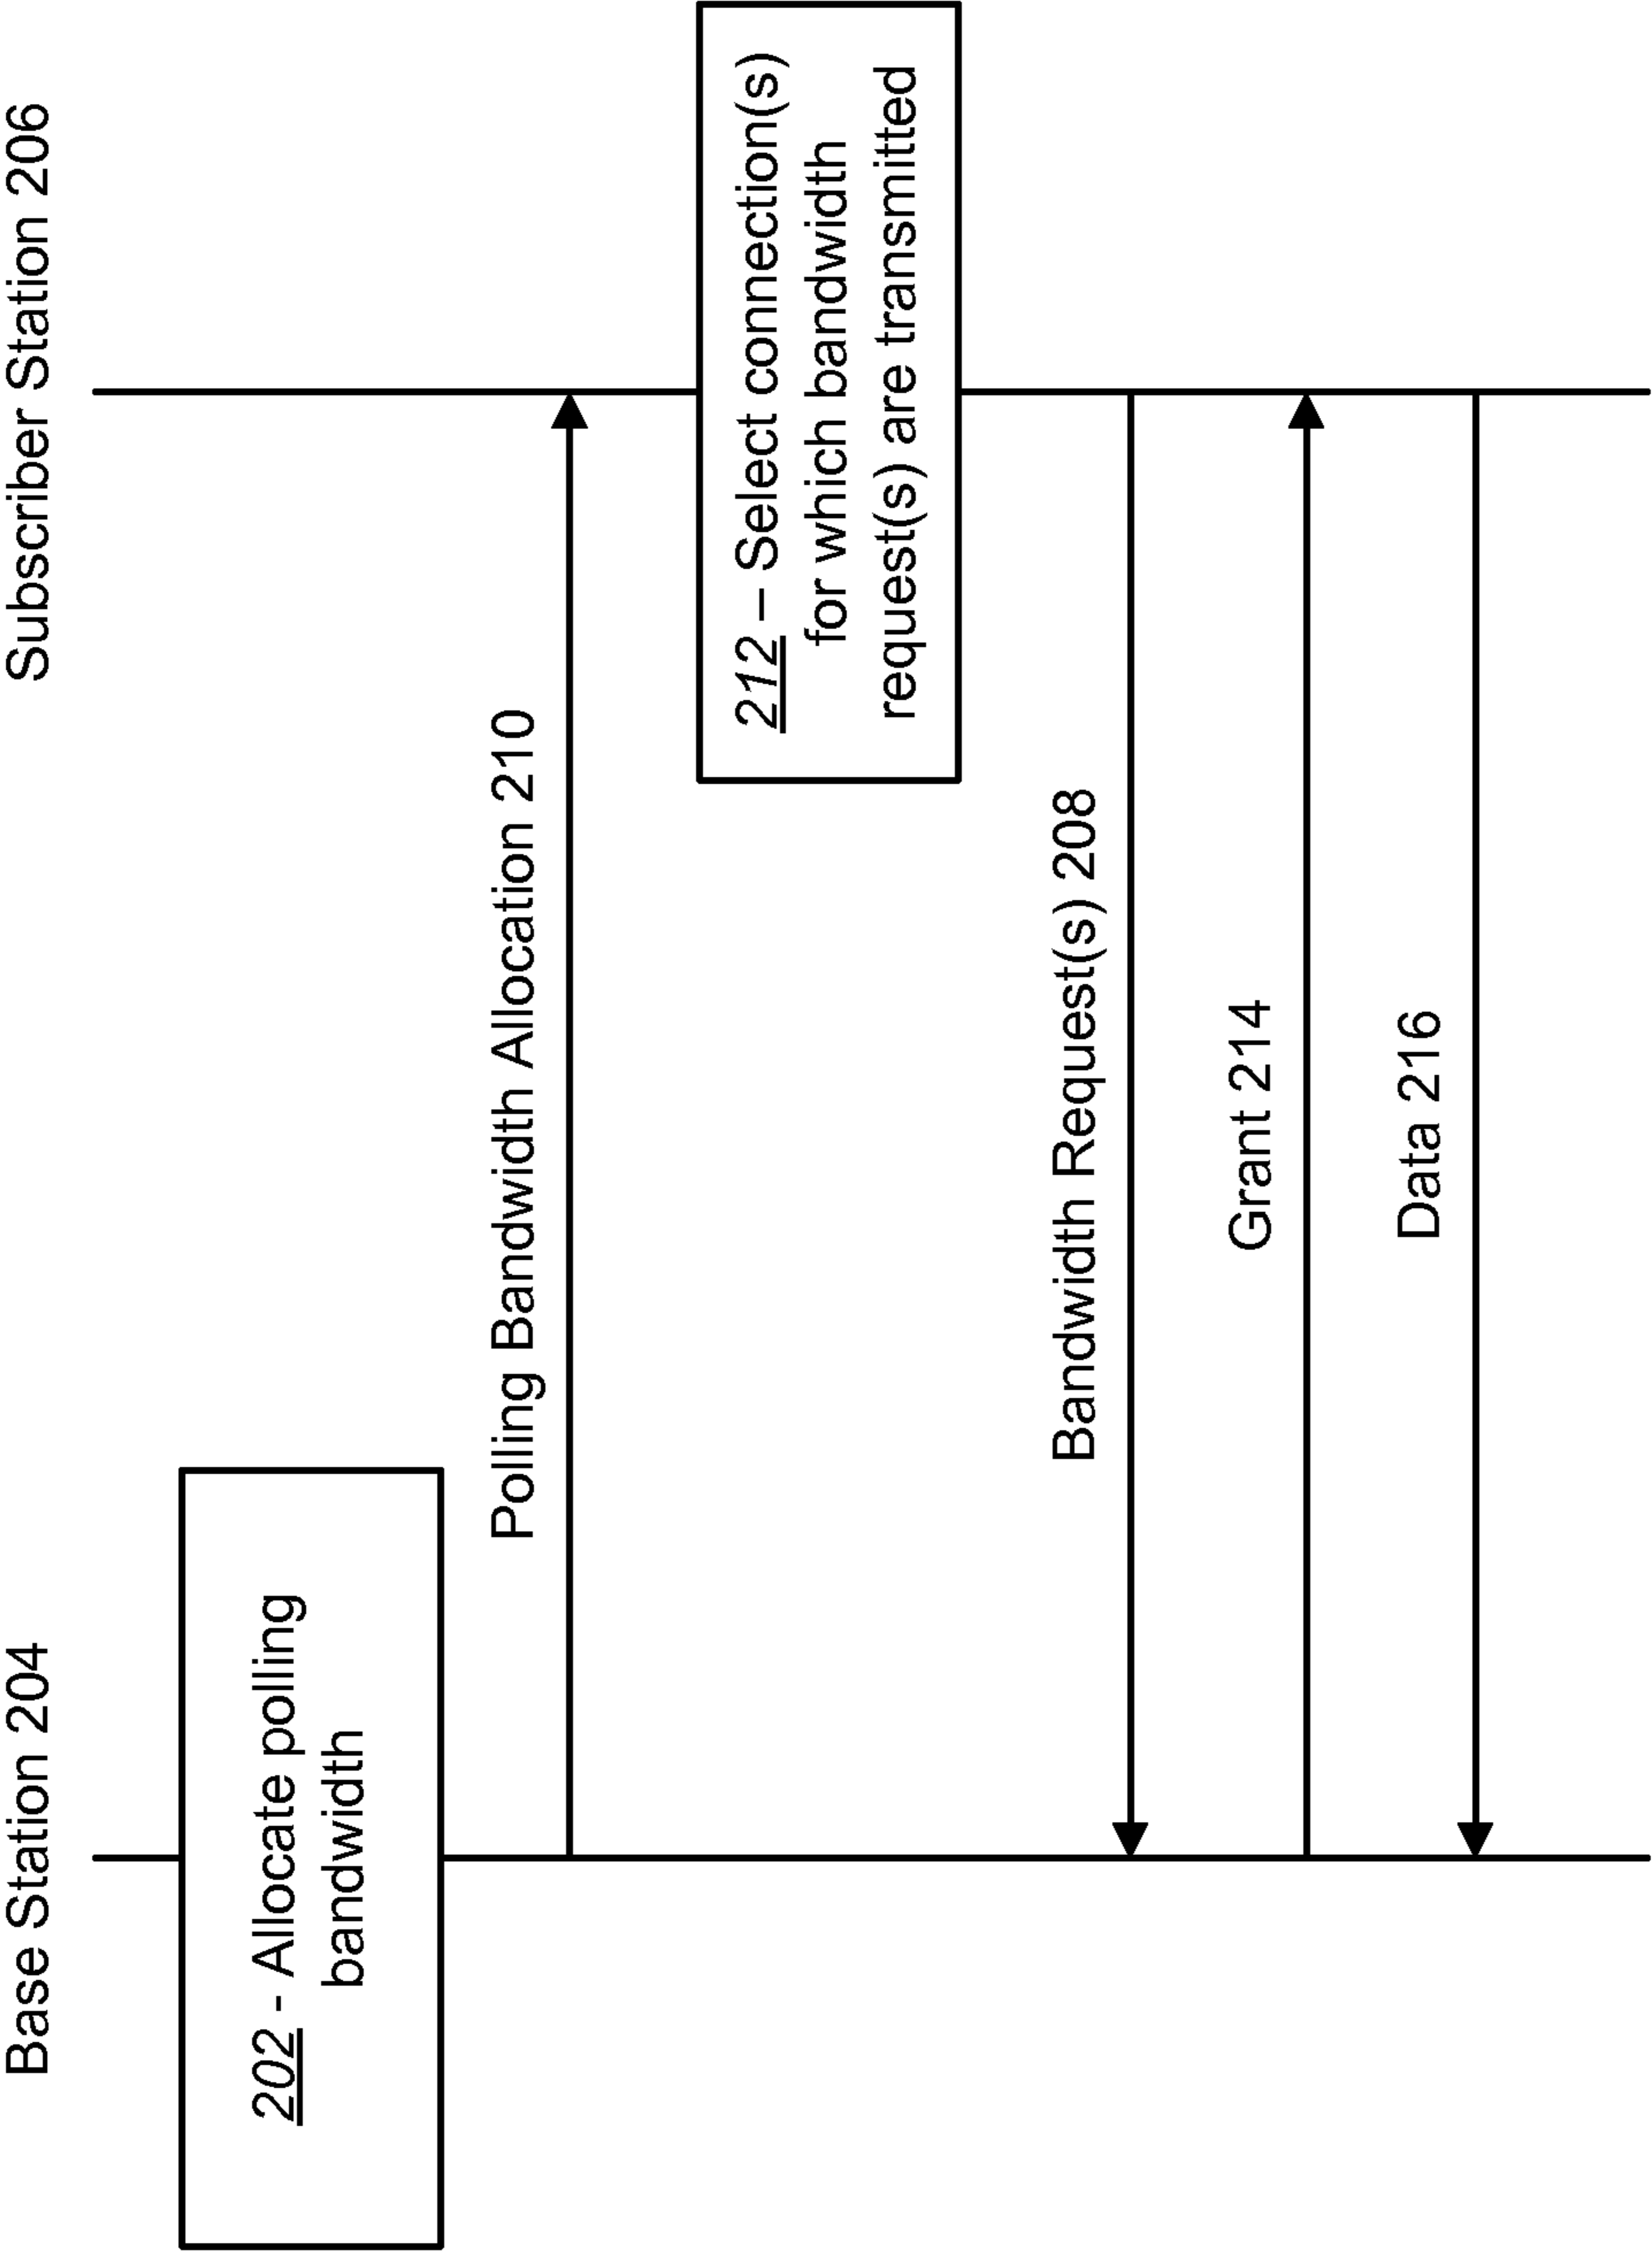 Base Station 204
Subscriber Station 206
202 - Allocate polling
bandwidth
Polling Bandwidth Allocation 210
212 – Select connection(s)
for which bandwidth
request(s) are transmitted
Bandwidth Request(s) 208
Grant 214
Data 216